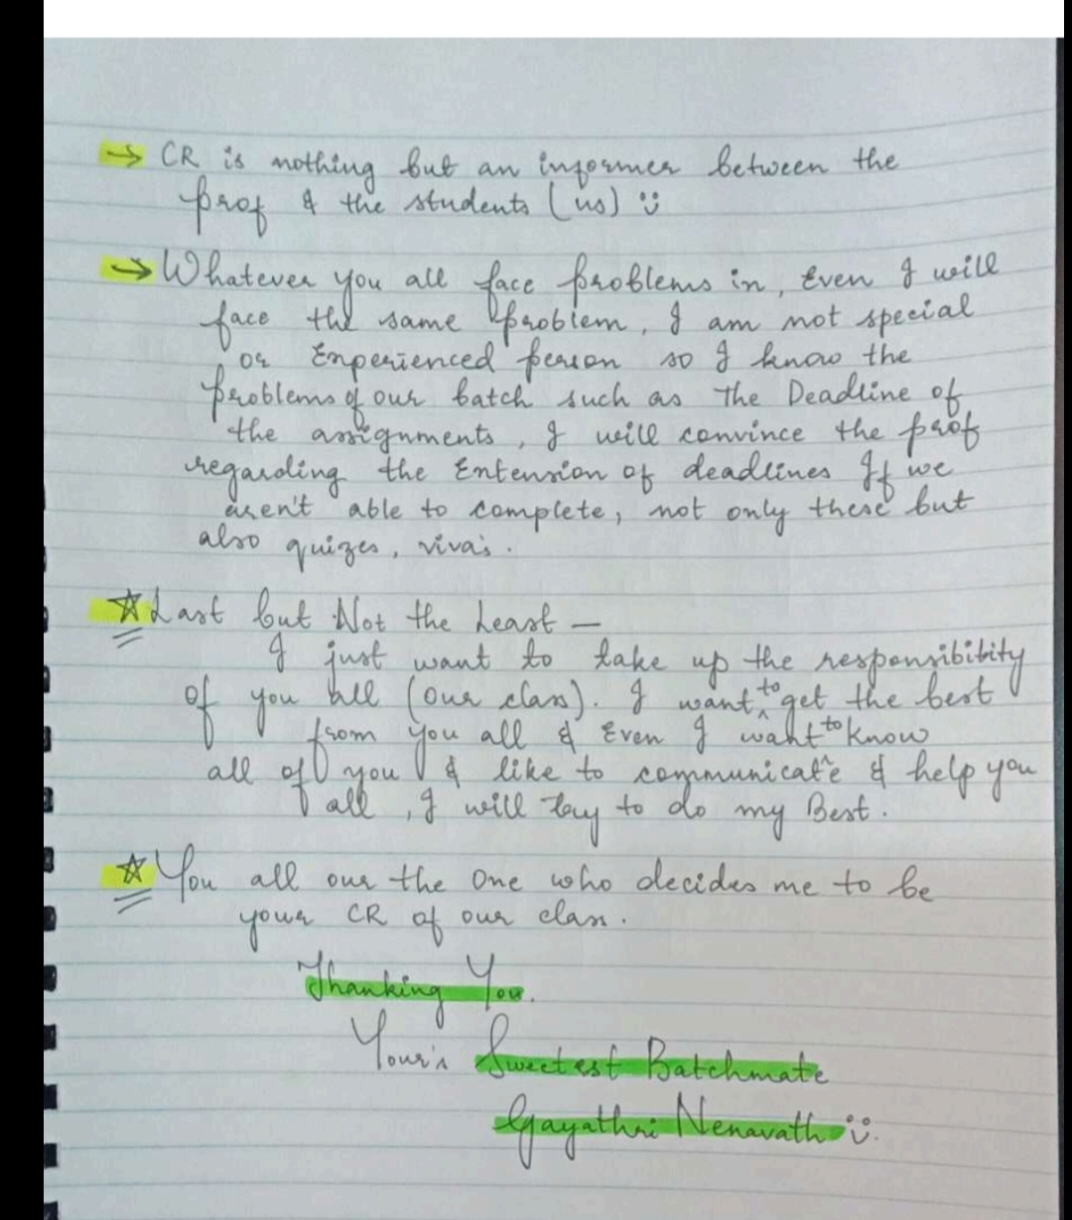 → CR is nothing but an informer between the
prof & the students (us) ü
→ Whatever you all face problems in, Even I will
face the same problem, I am not special
or Experienced person so I know the
problems of our batch such as The Deadline of
the assignments, I will convince the prof
regarding the Extension of deadlines If we
aren't able to complete, not only these but
also quizes, viva's.
☆ Last but Not the Least —
I just want to take up the responsibitity
of you all (our class). I want to get the best
from you all & Even I want to know
all of you & like to communicate & help you
all, I will try to do my Best.
☆ You all our the One who decides me to be
your CR of our class.
Thanking You.
Your's Sweetest Batchmate
Gayathri Nenavath ü.